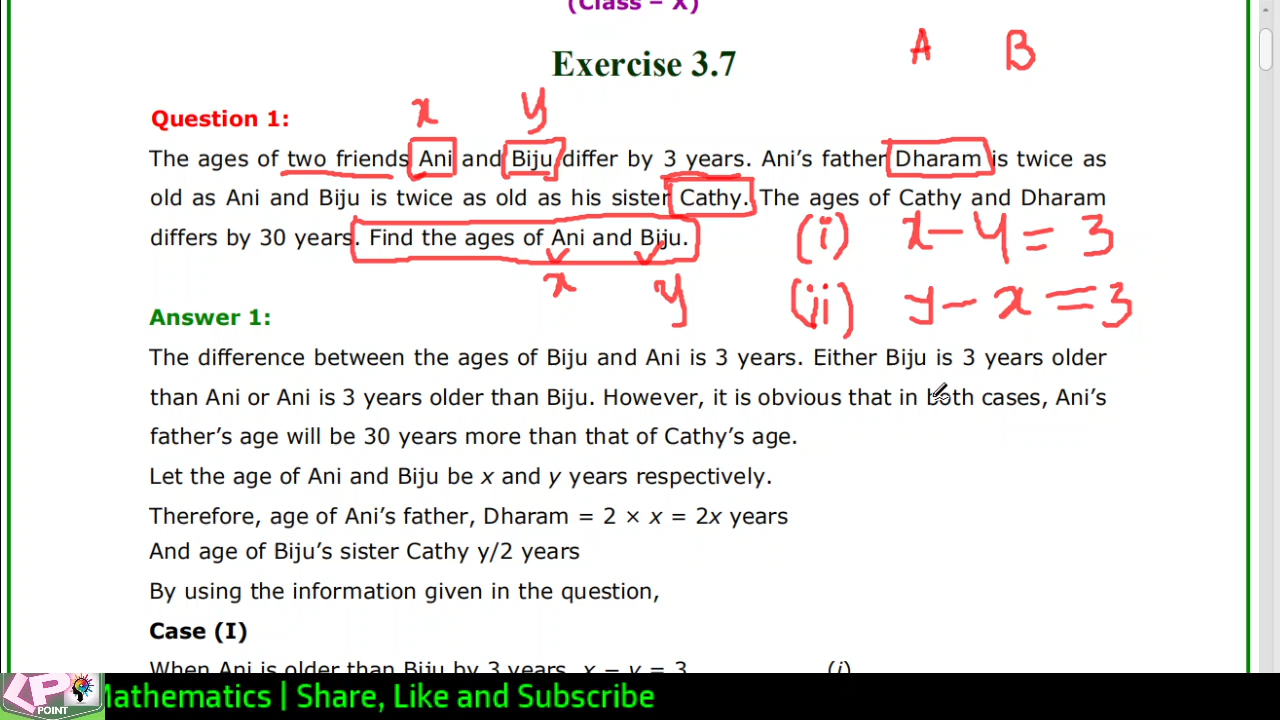 (Class – X)
A B
Exercise 3.7
Question 1:
x y
The ages of two friends Ani and Biju differ by 3 years. Ani's father Dharam is twice as
old as Ani and Biju is twice as old as his sister Cathy. The ages of Cathy and Dharam
differs by 30 years. Find the ages of Ani and Biju.
(i) x - y = 3
x y
(ii) y - x = 3
Answer 1:
The difference between the ages of Biju and Ani is 3 years. Either Biju is 3 years older
than Ani or Ani is 3 years older than Biju. However, it is obvious that in both cases, Ani's
father's age will be 30 years more than that of Cathy's age.
Let the age of Ani and Biju be x and y years respectively.
Therefore, age of Ani's father, Dharam = 2 × x = 2x years
And age of Biju's sister Cathy y/2 years
By using the information given in the question,
Case (I)
When Ani is older than Biju by 3 years, x – y = 3 (i)
POINT
Mathematics | Share, Like and Subscribe